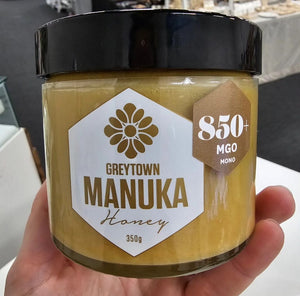 GREYTOWN
MANUKA
Honey
350g
850+
MGO
MONO